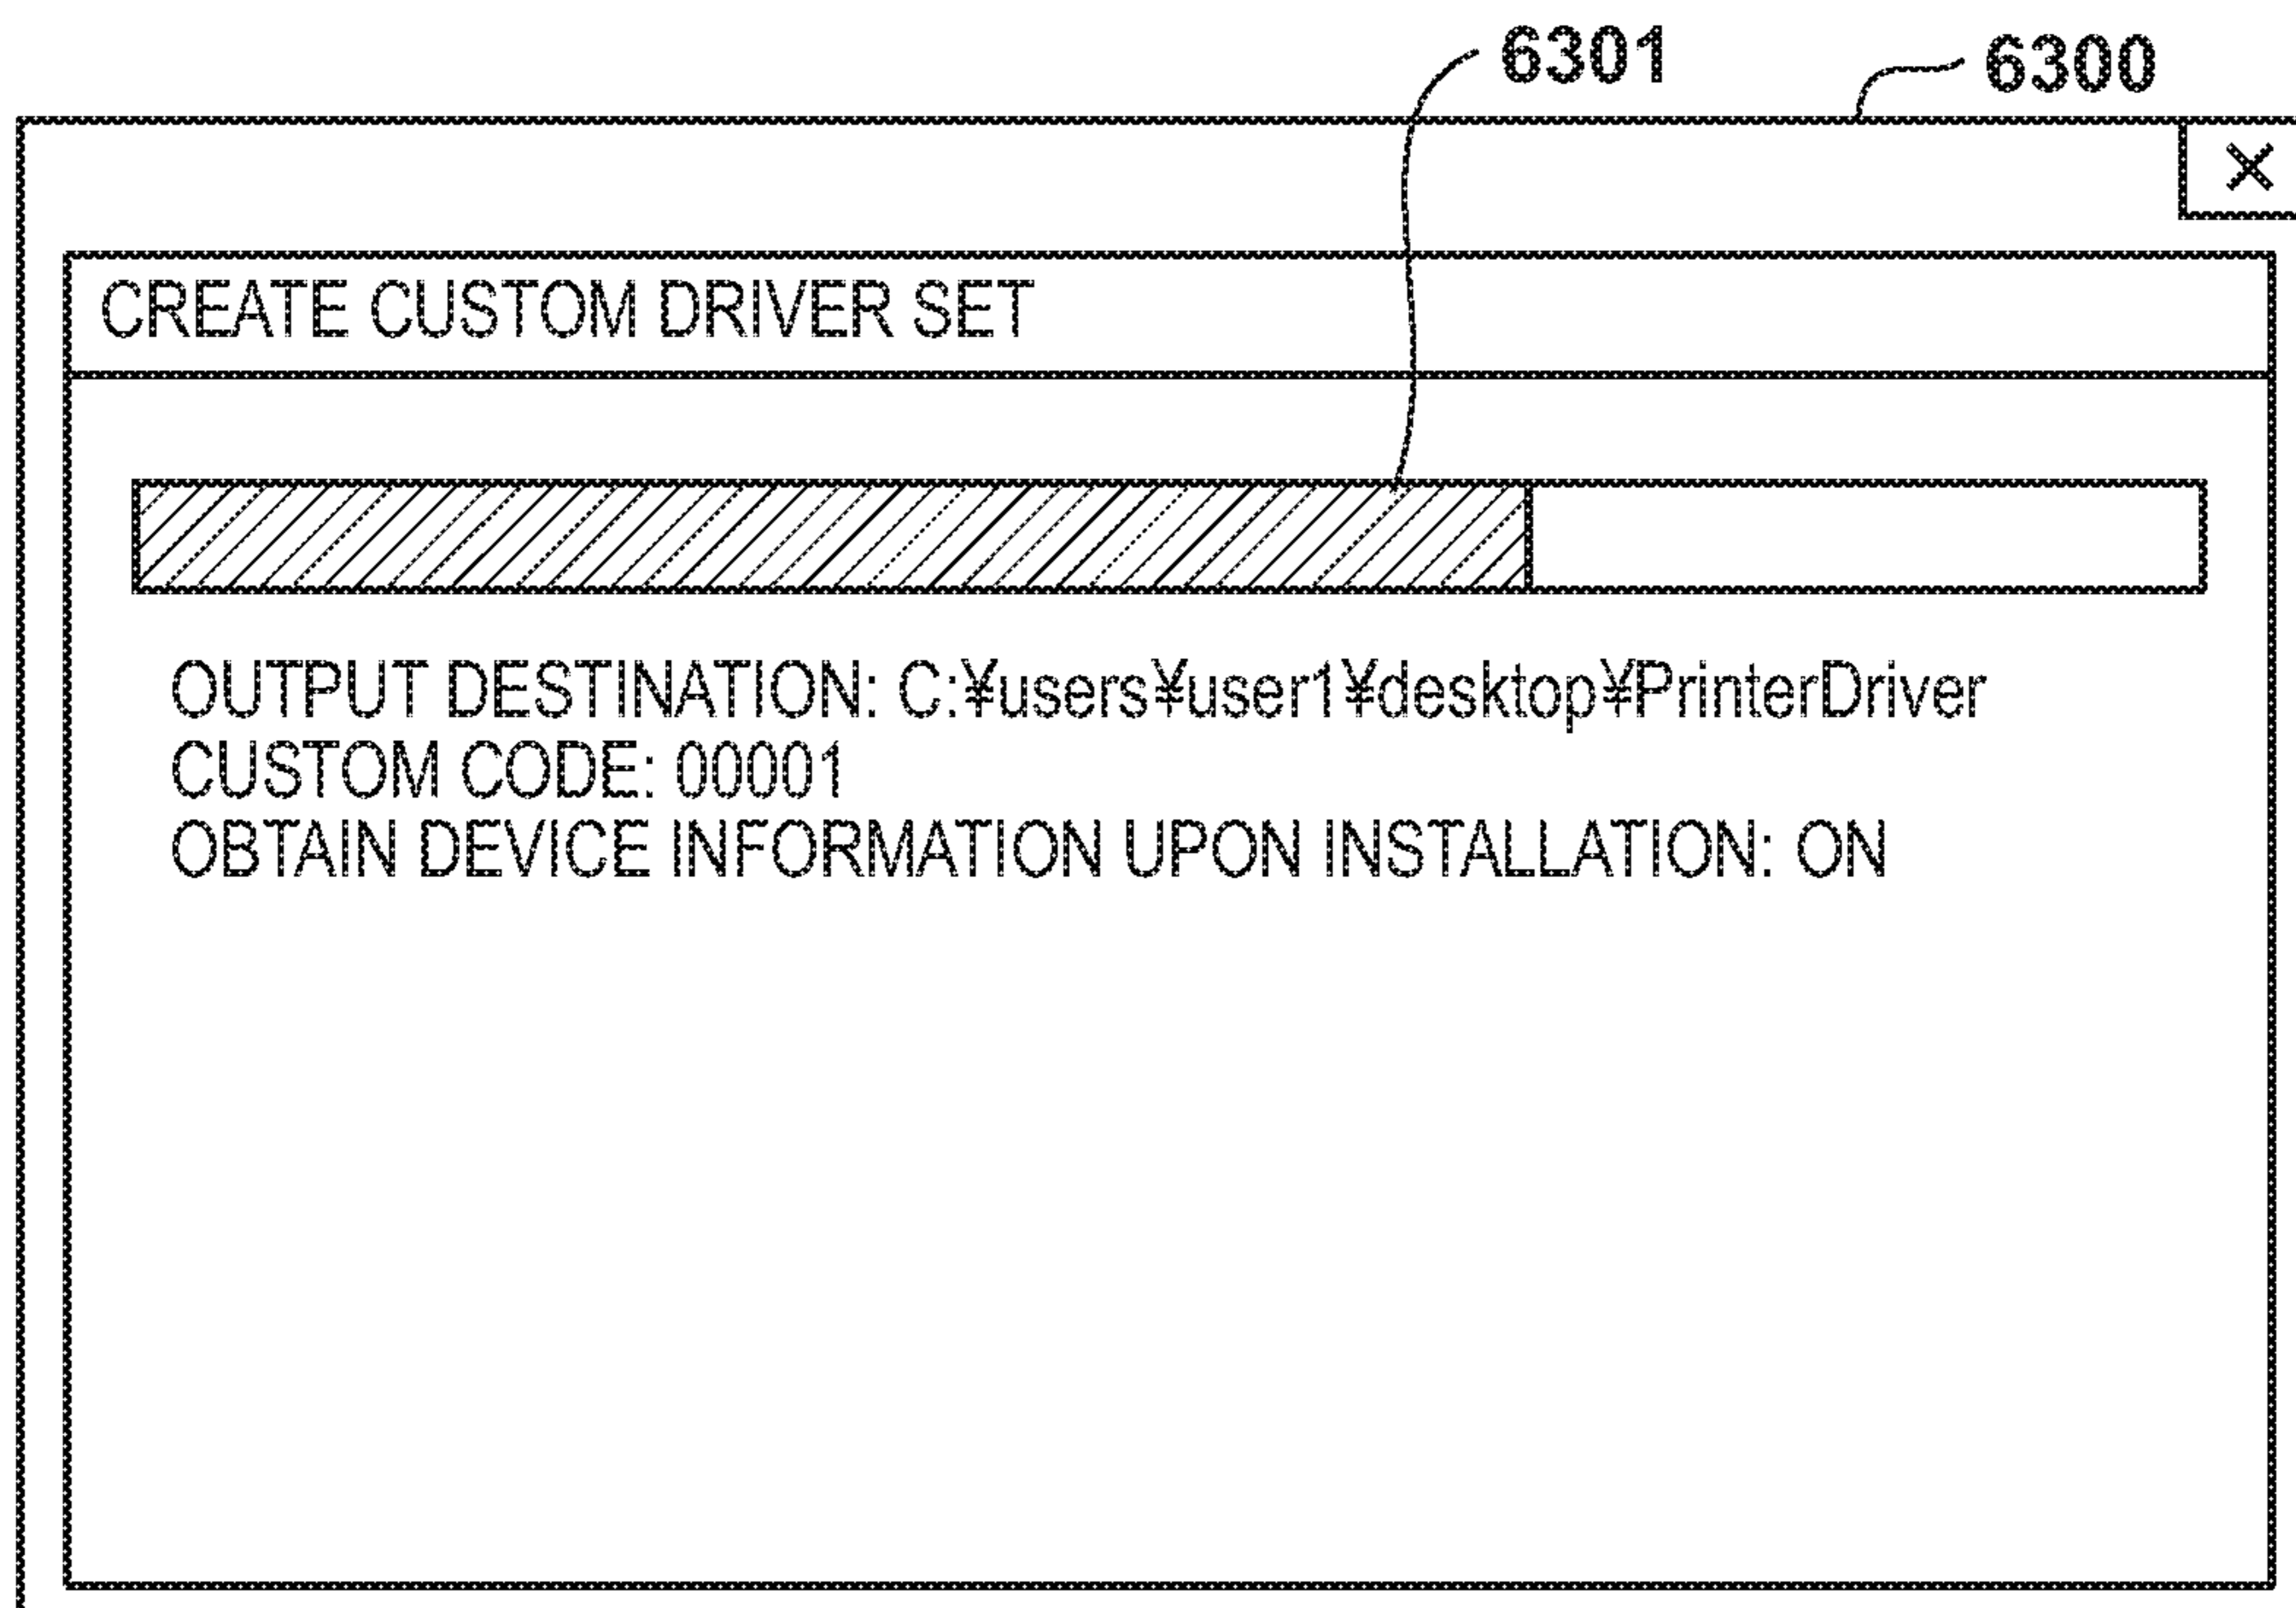 6301 6300
×
CREATE CUSTOM DRIVER SET
OUTPUT DESTINATION: C:¥users¥user1¥desktop¥PrinterDriver
CUSTOM CODE: 00001
OBTAIN DEVICE INFORMATION UPON INSTALLATION: ON